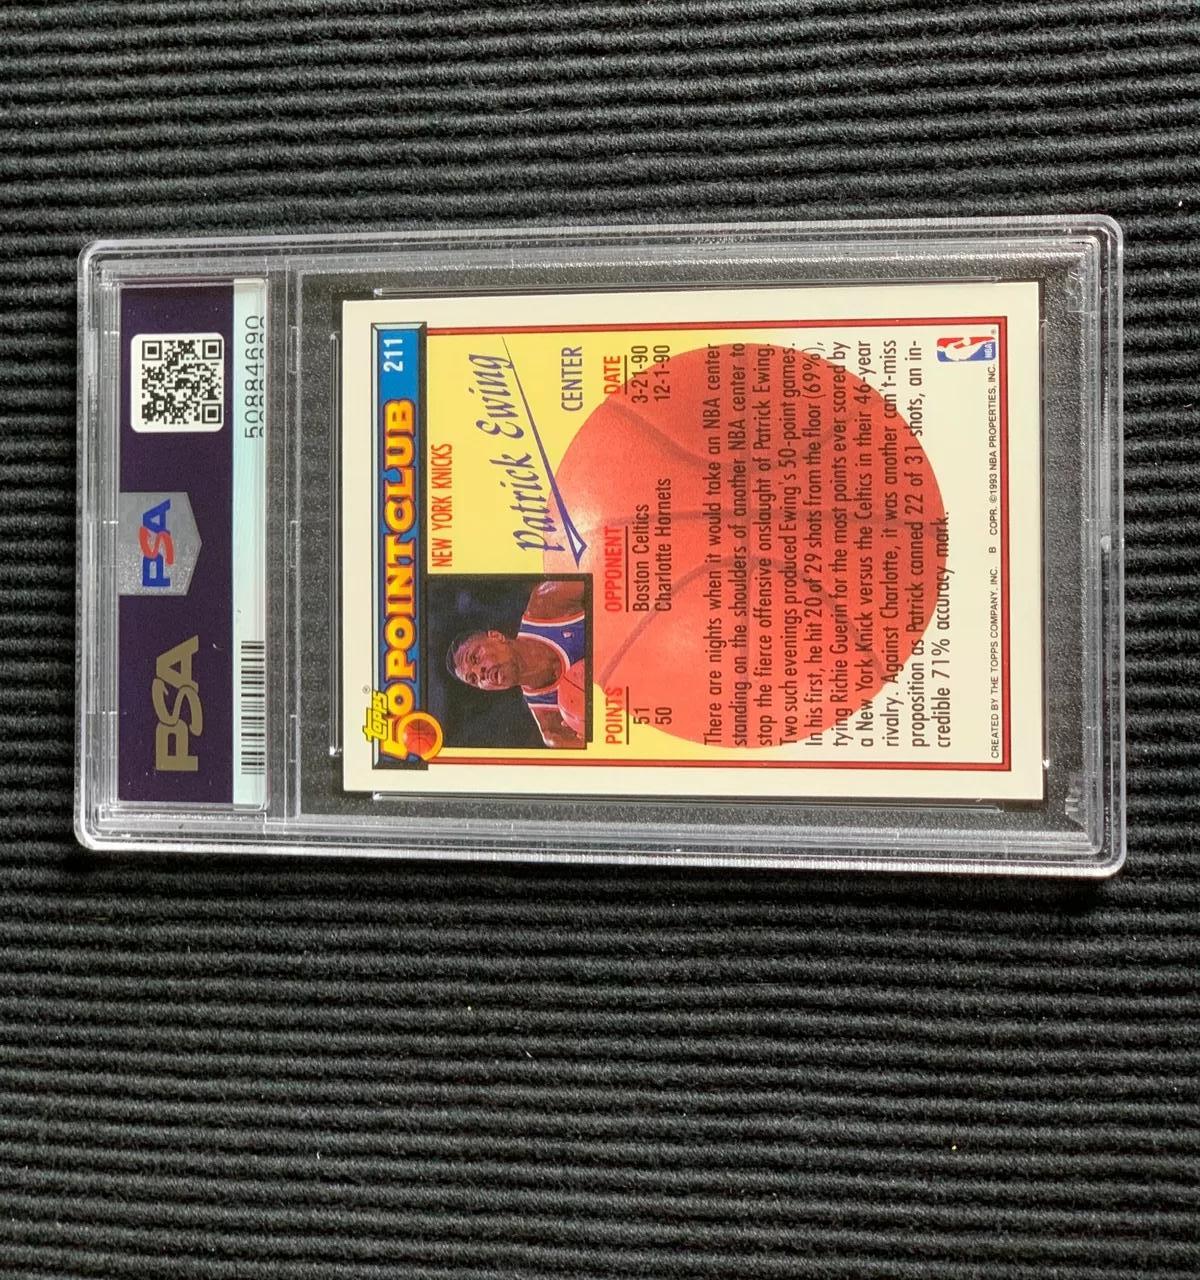 PSA
PSA
50884690
Topps®
50 POINT CLUB 211
NEW YORK KNICKS
Patrick Ewing
CENTER
POINTS OPPONENT DATE
51 Boston Celtics 3-21-90
50 Charlotte Hornets 12-1-90
There are nights when it would take an NBA center
standing on the shoulders of another NBA center to
stop the fierce offensive onslaught of Patrick Ewing.
Two such evenings produced Ewing's 50-point games.
In his first, he hit 20 of 29 shots from the floor (69%),
tying Richie Guerin for the most points ever scored by
a New York Knick versus the Celtics in their 46-year
rivalry. Against Charlotte, it was another can't-miss
proposition as Patrick canned 22 of 31 shots, an in-
credible 71% accuracy mark.
NBA
CREATED BY THE TOPPS COMPANY, INC. B COPR. ©1993 NBA PROPERTIES, INC.